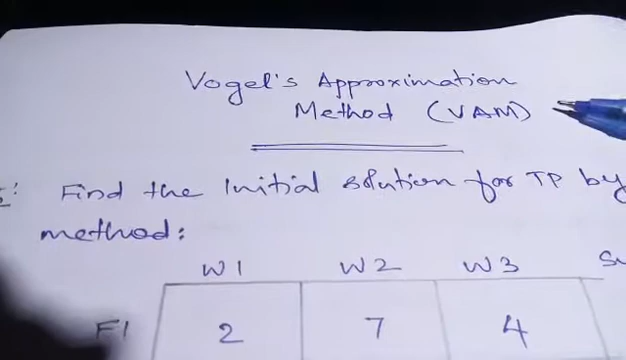 Vogel's Approximation
Method (VAM)
Find the Initial solution for TP by
method:
W1 W2 W3
F1 2 7 4